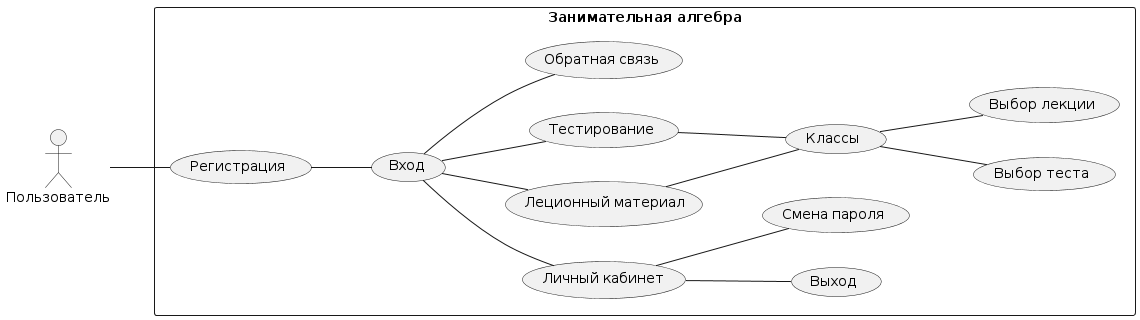 Занимательная алгебра
Обратная связь
Выбор лекции
Тестирование
Классы
Пользователь
Регистрация
Вход
Выбор теста
Леционный материал
Смена пароля
Личный кабинет
Выход